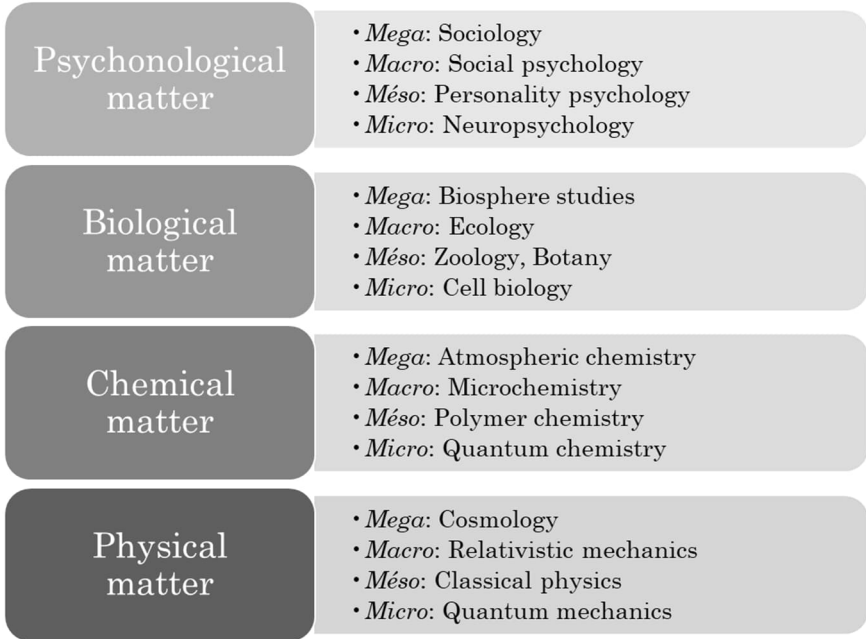 Psychonological
matter
• Mega: Sociology
• Macro: Social psychology
• Méso: Personality psychology
• Micro: Neuropsychology
Biological
matter
• Mega: Biosphere studies
• Macro: Ecology
• Méso: Zoology, Botany
• Micro: Cell biology
Chemical
matter
• Mega: Atmospheric chemistry
• Macro: Microchemistry
• Méso: Polymer chemistry
• Micro: Quantum chemistry
Physical
matter
• Mega: Cosmology
• Macro: Relativistic mechanics
• Méso: Classical physics
• Micro: Quantum mechanics